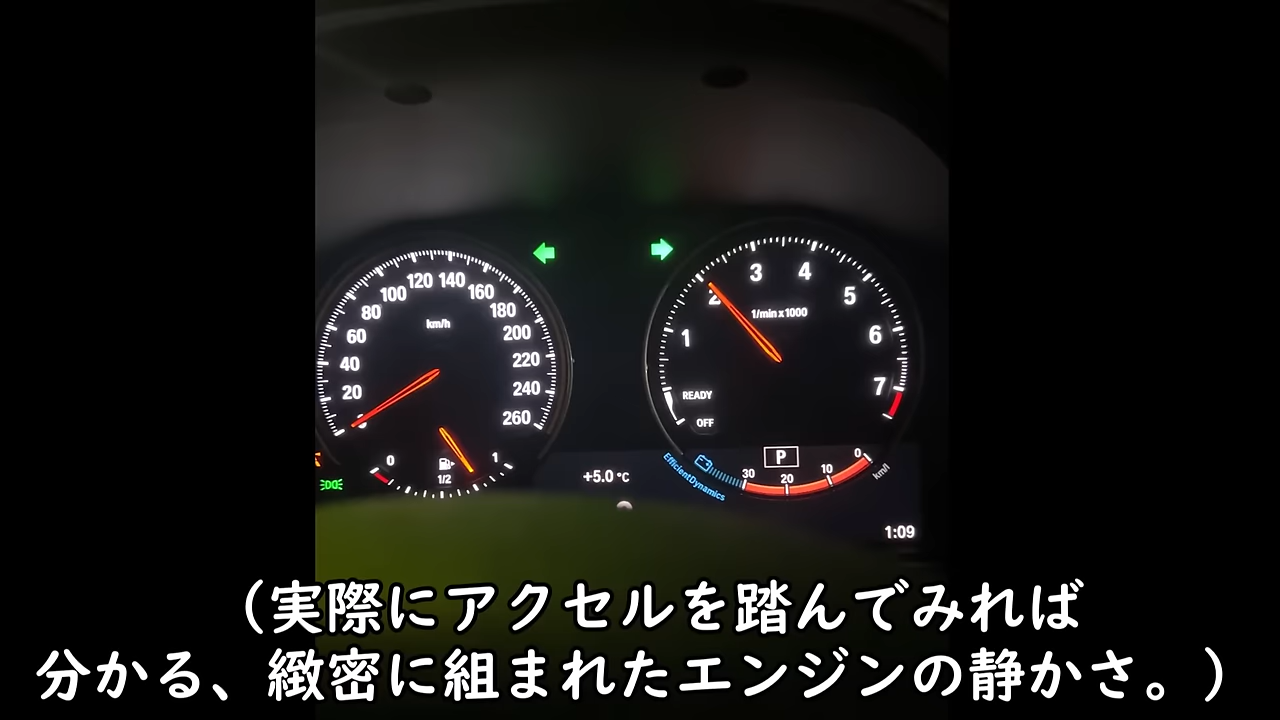 120 140
100 160
80 180
km/h
60 200
40 220
20 240
260
0 1
1/2
+5.0 °C
3 4
2 5
1/min x 1000
1 6
7
READY
OFF
P
EfficientDynamics
30 20 10 0
km/l
1:09
（実際にアクセルを踏んでみれば
分かる、緻密に組まれたエンジンの静かさ。）